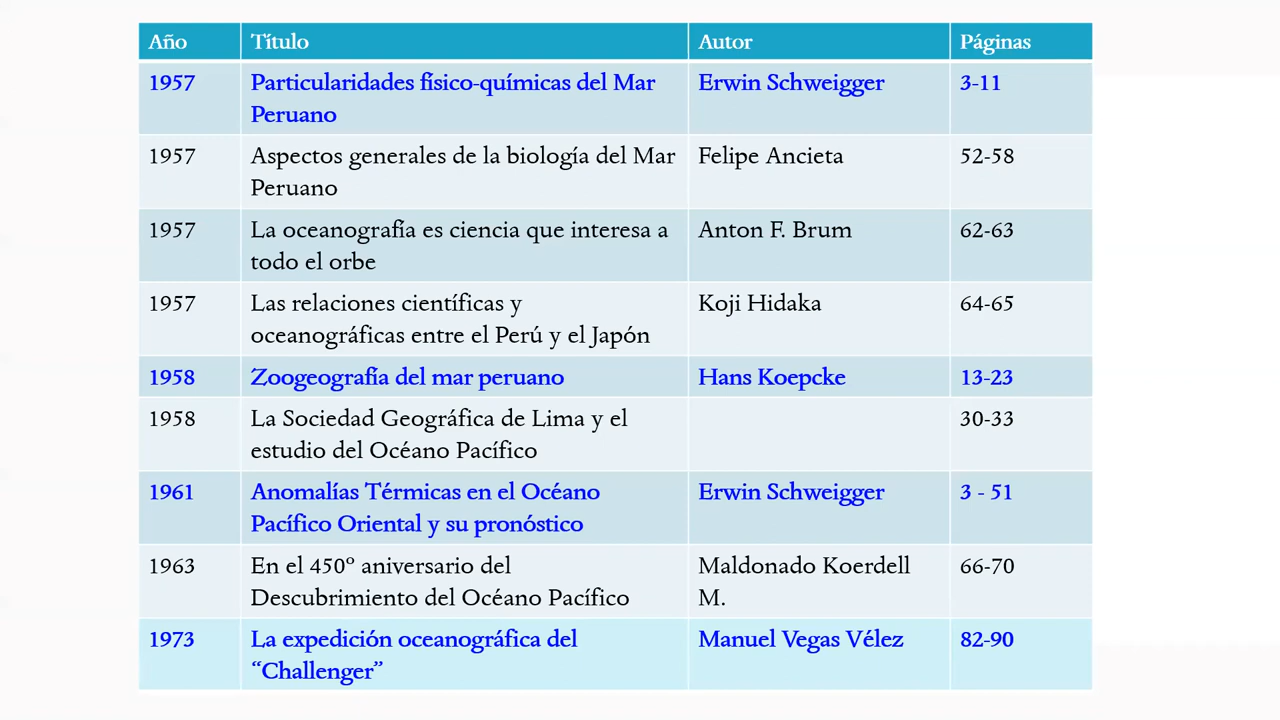 Año Título Autor Páginas
1957 Particularidades físico-químicas del Mar Erwin Schweigger 3-11
Peruano
1957 Aspectos generales de la biología del Mar Felipe Ancieta 52-58
Peruano
1957 La oceanografía es ciencia que interesa a Anton F. Brum 62-63
todo el orbe
1957 Las relaciones científicas y Koji Hidaka 64-65
oceanográficas entre el Perú y el Japón
1958 Zoogeografía del mar peruano Hans Koepcke 13-23
1958 La Sociedad Geográfica de Lima y el 30-33
estudio del Océano Pacífico
1961 Anomalías Térmicas en el Océano Erwin Schweigger 3 - 51
Pacífico Oriental y su pronóstico
1963 En el 450º aniversario del Maldonado Koerdell 66-70
Descubrimiento del Océano Pacífico M.
1973 La expedición oceanográfica del Manuel Vegas Vélez 82-90
“Challenger”